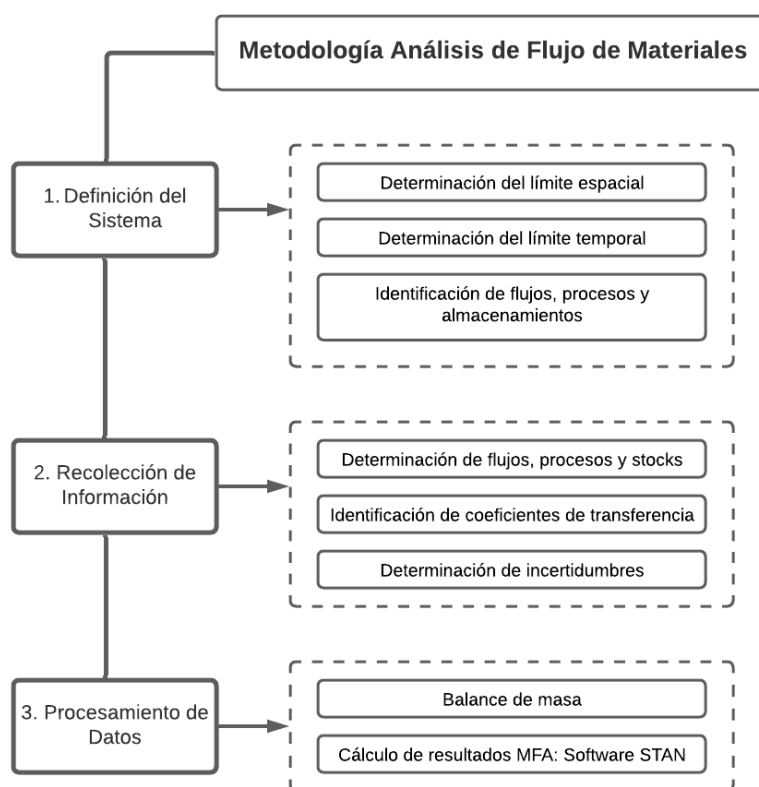 Metodología Análisis de Flujo de Materiales
1. Definición del
Sistema
Determinación del límite espacial
Determinación del límite temporal
Identificación de flujos, procesos y
almacenamientos
2. Recolección de
Información
Determinación de flujos, procesos y stocks
Identificación de coeficientes de transferencia
Determinación de incertidumbres
3. Procesamiento de
Datos
Balance de masa
Cálculo de resultados MFA: Software STAN